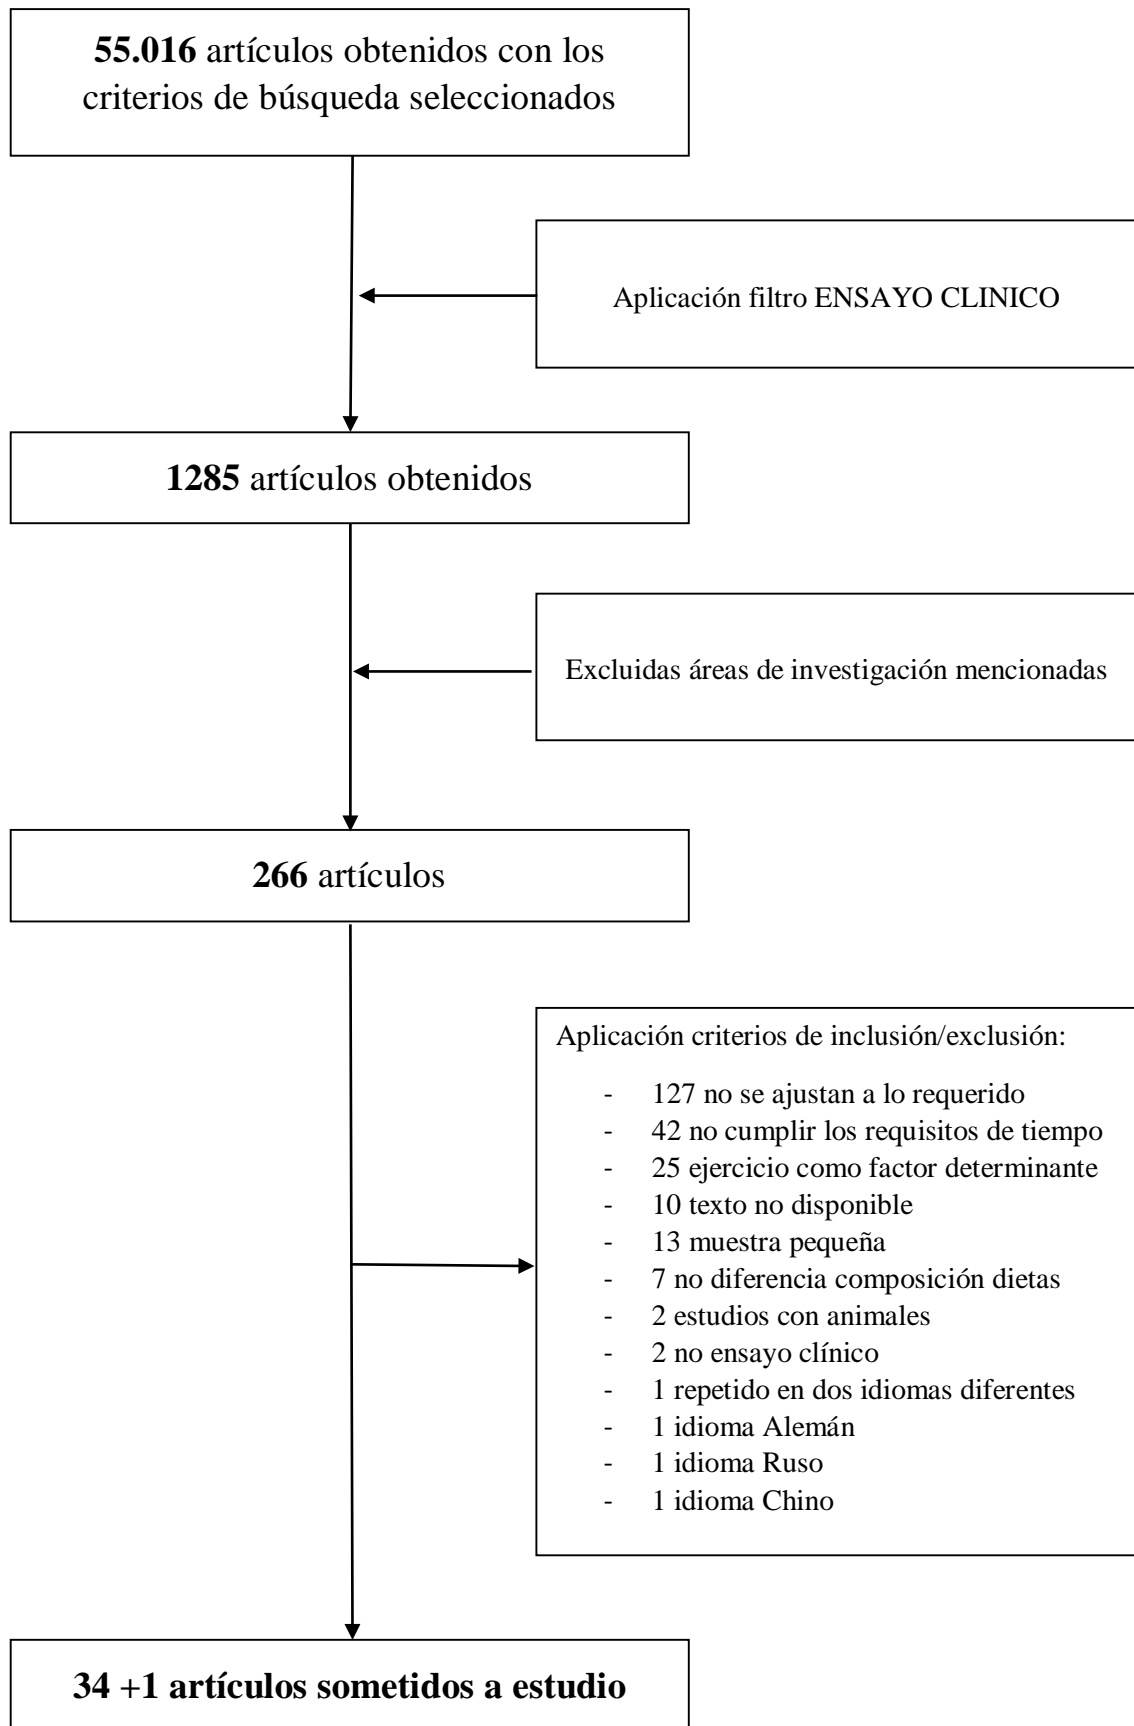 55.016 artículos obtenidos con los
criterios de búsqueda seleccionados
Aplicación filtro ENSAYO CLINICO
1285 artículos obtenidos
Excluidas áreas de investigación mencionadas
266 artículos
Aplicación criterios de inclusión/exclusión:
- 127 no se ajustan a lo requerido
- 42 no cumplir los requisitos de tiempo
- 25 ejercicio como factor determinante
- 10 texto no disponible
- 13 muestra pequeña
- 7 no diferencia composición dietas
- 2 estudios con animales
- 2 no ensayo clínico
- 1 repetido en dos idiomas diferentes
- 1 idioma Alemán
- 1 idioma Ruso
- 1 idioma Chino
34 +1 artículos sometidos a estudio